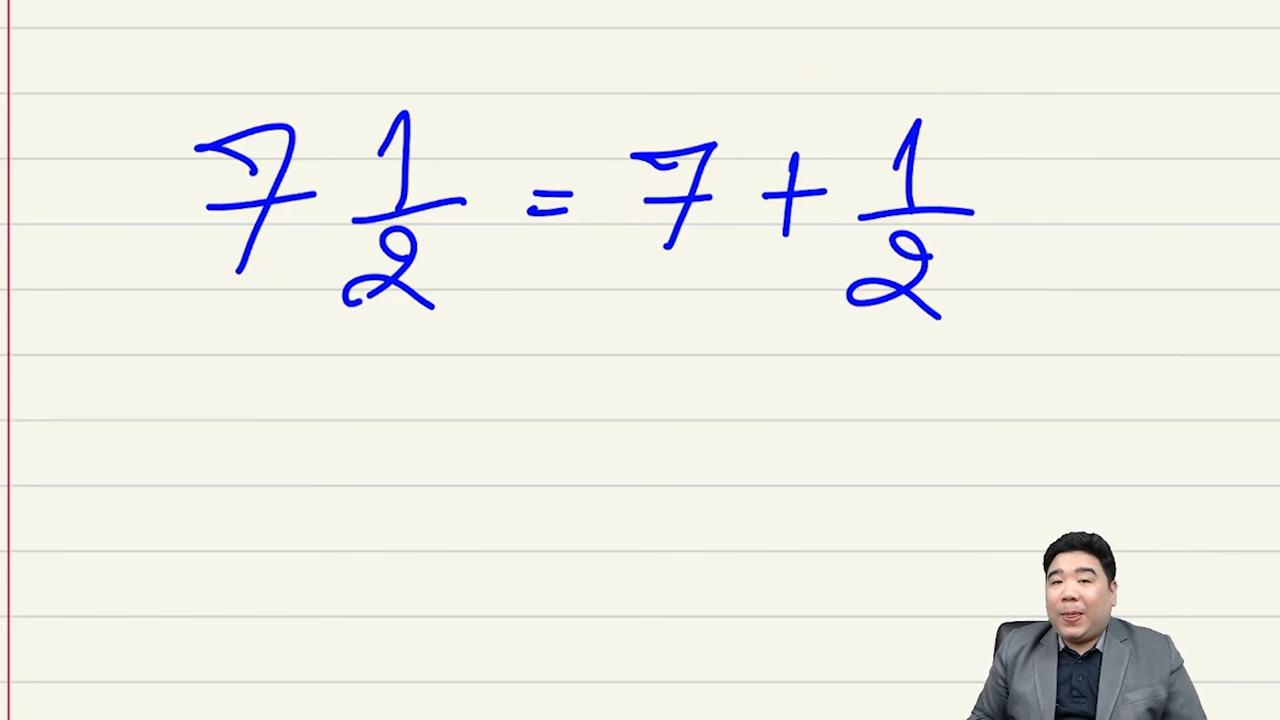 7 1/2 = 7 + 1/2